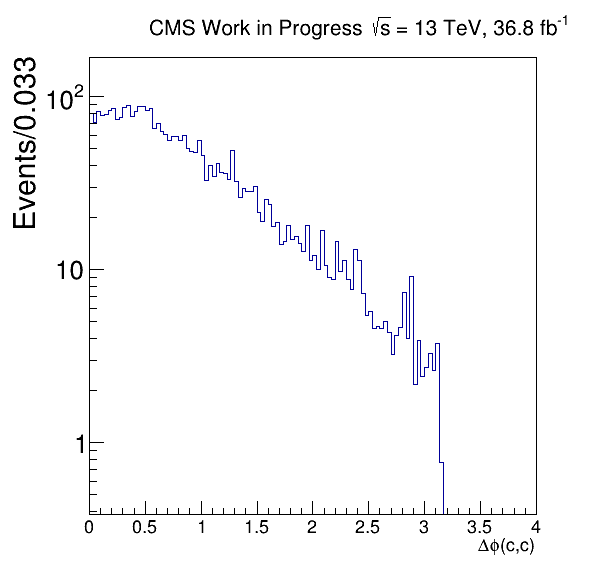 CMS Work in Progress √s = 13 TeV, 36.8 fb⁻¹
Events/0.033
10²
10
1
0 0.5 1 1.5 2 2.5 3 3.5 4
Δϕ(c,c)